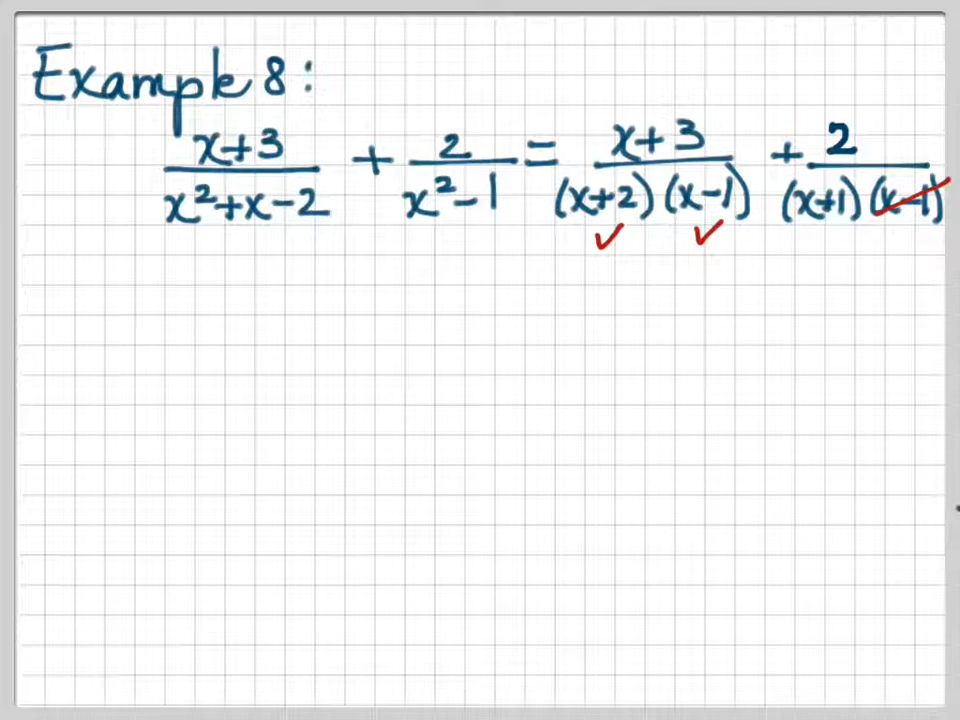 Example 8:
x+3/x²+x-2 + 2/x²-1 = x+3/(x+2)(x-1) + 2/(x+1)(x-1)